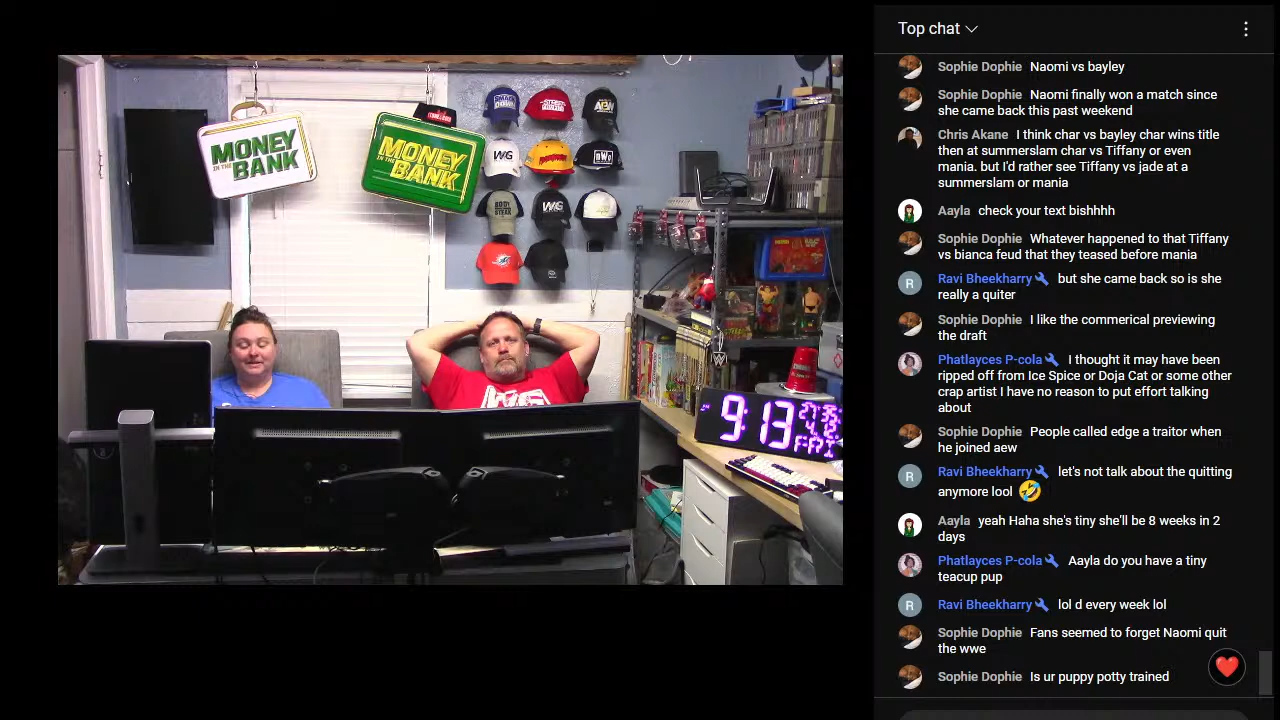 Top chat
Sophie Dophie Naomi vs bayley
Sophie Dophie Naomi finally won a match since
she came back this past weekend
Chris Akane I think char vs bayley char wins title
then at summerslam char vs Tiffany or even
mania. but I'd rather see Tiffany vs jade at a
summerslam or mania
Aayla check your text bishhhh
Sophie Dophie Whatever happened to that Tiffany
vs bianca feud that they teased before mania
R
Ravi Bheekharry but she came back so is she
really a quiter
Sophie Dophie I like the commerical previewing
the draft
Phatlayces P-cola I thought it may have been
ripped off from Ice Spice or Doja Cat or some other
crap artist I have no reason to put effort talking
about
Sophie Dophie People called edge a traitor when
he joined aew
R
Ravi Bheekharry let's not talk about the quitting
anymore lool 🤣
Aayla yeah Haha she's tiny she'll be 8 weeks in 2
days
Phatlayces P-cola Aayla do you have a tiny
teacup pup
R
Ravi Bheekharry lol d every week lol
Sophie Dophie Fans seemed to forget Naomi quit
the wwe
Sophie Dophie Is ur puppy potty trained
MONEY
IN THE BANK
MONEY
IN THE BANK
WG
nWo
BODY
STEAK
9:13
FRI